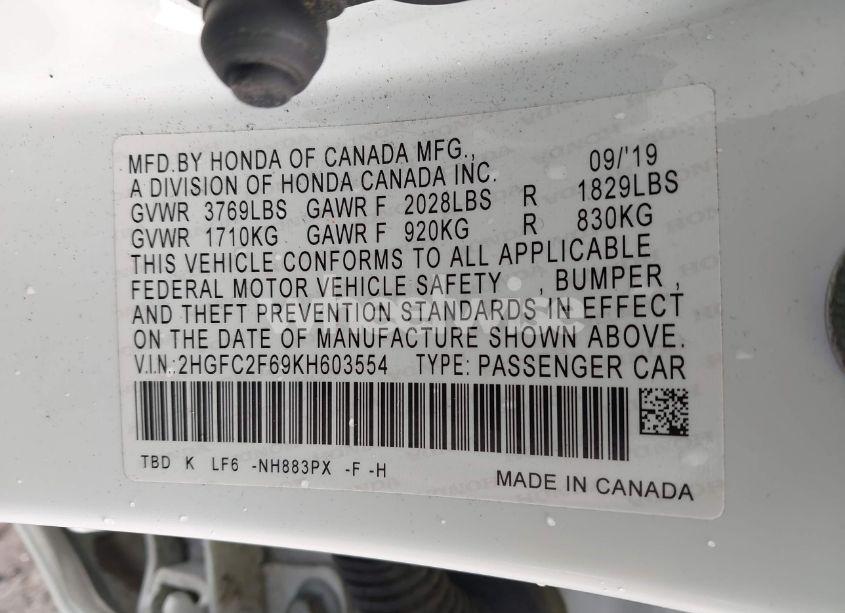 MFD.BY HONDA OF CANADA MFG., 09/'19
A DIVISION OF HONDA CANADA INC.
GVWR 3769LBS GAWR F 2028LBS R 1829LBS
GVWR 1710KG GAWR F 920KG R 830KG
THIS VEHICLE CONFORMS TO ALL APPLICABLE
FEDERAL MOTOR VEHICLE SAFETY , BUMPER ,
AND THEFT PREVENTION STANDARDS IN EFFECT
ON THE DATE OF MANUFACTURE SHOWN ABOVE.
V.I.N.:2HGFC2F69KH603554 TYPE: PASSENGER CAR
TBD K LF6 -NH883PX -F -H
MADE IN CANADA